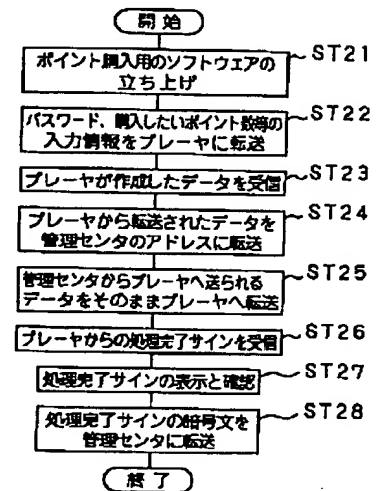 開始
ポイント購入用のソフトウェアの
立ち上げ
ST21
パスワード、購入したいポイント数等の
入力情報をプレーヤに転送
ST22
プレーヤが作成したデータを受信
ST23
プレーヤから転送されたデータを
管理センタのアドレスに転送
ST24
管理センタからプレーヤへ送られる
データをそのままプレーヤへ転送
ST25
プレーヤからの処理完了サインを受信
ST26
処理完了サインの表示と確認
ST27
処理完了サインの暗号文を
管理センタに転送
ST28
終了